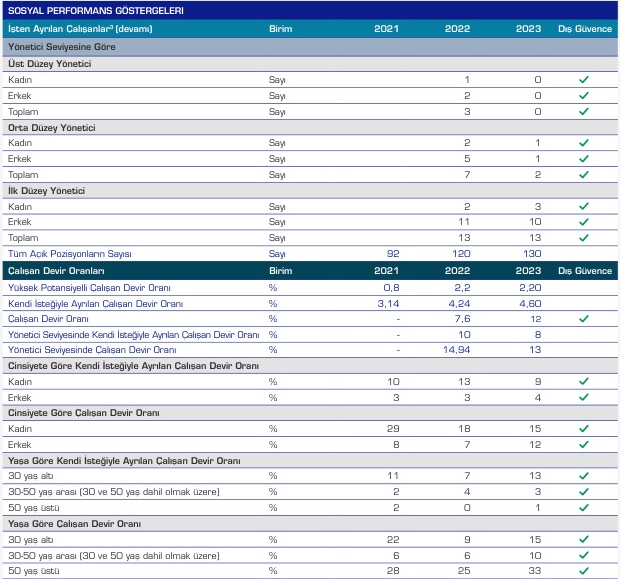 SOSYAL PERFORMANS GÖSTERGELERİ
İşten Ayrılan Çalışanlar³ (devamı) Birim 2021 2022 2023 Dış Güvence
Yönetici Seviyesine Göre
Üst Düzey Yönetici
Kadın Sayı 1 0 ✓
Erkek Sayı 2 0 ✓
Toplam Sayı 3 0 ✓
Orta Düzey Yönetici
Kadın Sayı 2 1 ✓
Erkek Sayı 5 1 ✓
Toplam Sayı 7 2 ✓
İlk Düzey Yönetici
Kadın Sayı 2 3 ✓
Erkek Sayı 11 10 ✓
Toplam Sayı 13 13 ✓
Tüm Açık Pozisyonların Sayısı Sayı 92 120 130
Çalışan Devir Oranları Birim 2021 2022 2023 Dış Güvence
Yüksek Potansiyelli Çalışan Devir Oranı % 0,8 2,2 2,20
Kendi İsteğiyle Ayrılan Çalışan Devir Oranı % 3,14 4,24 4,60
Çalışan Devir Oranı % - 7,6 12 ✓
Yönetici Seviyesinde Kendi İsteğiyle Ayrılan Çalışan Devir Oranı % - 10 8
Yönetici Seviyesinde Çalışan Devir Oranı % - 14,94 13
Cinsiyete Göre Kendi İsteğiyle Ayrılan Çalışan Devir Oranı
Kadın % 10 13 9 ✓
Erkek % 3 3 4 ✓
Cinsiyete Göre Çalışan Devir Oranı
Kadın % 29 18 15 ✓
Erkek % 8 7 12 ✓
Yaşa Göre Kendi İsteğiyle Ayrılan Çalışan Devir Oranı
30 yaş altı % 11 7 13 ✓
30-50 yaş arası (30 ve 50 yaş dahil olmak üzere) % 2 4 3 ✓
50 yaş üstü % 2 0 1 ✓
Yaşa Göre Çalışan Devir Oranı
30 yaş altı % 22 9 15 ✓
30-50 yaş arası (30 ve 50 yaş dahil olmak üzere) % 6 6 10 ✓
50 yaş üstü % 28 25 33 ✓